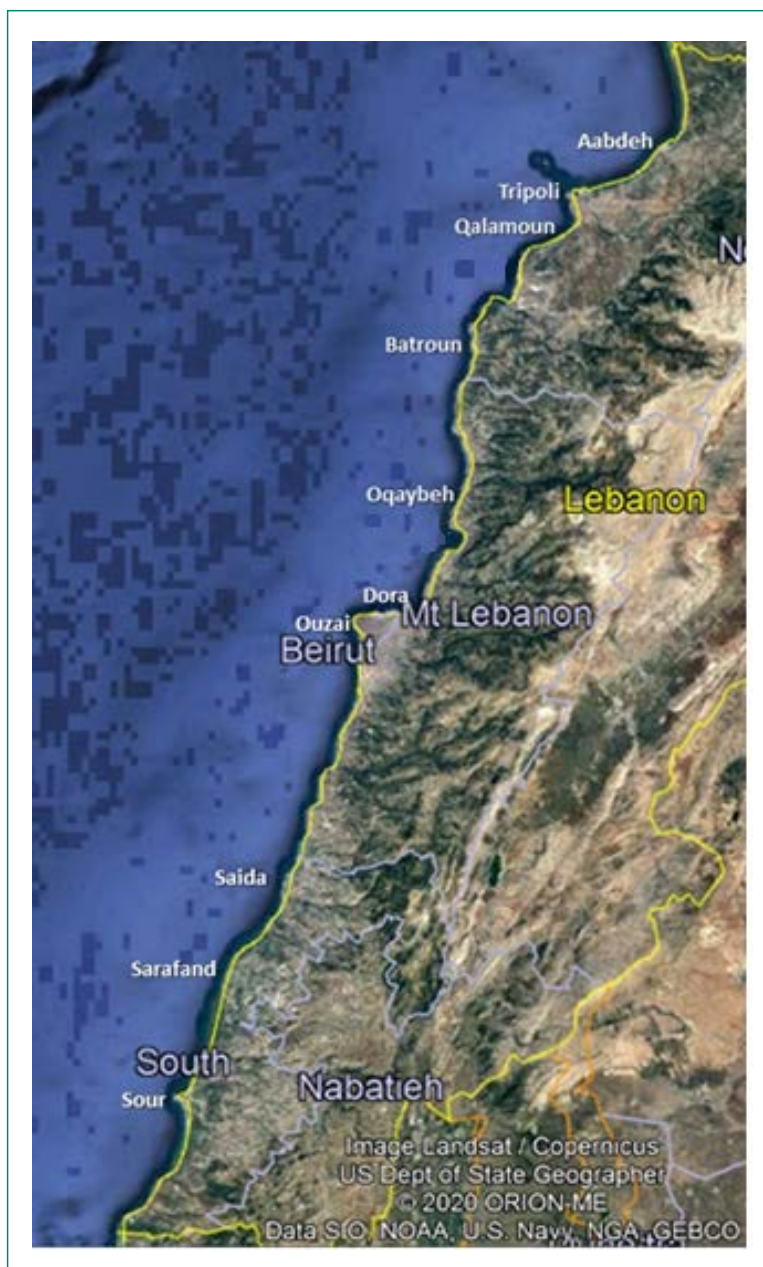 Aabdeh
Tripoli
Qalamoun
Batroun
Oqaybeh
Lebanon
Dora
Mt Lebanon
Ouzai
Beirut
Saida
Sarafand
South
Nabatieh
Sour
Image Landsat / Copernicus
US Dept of State Geographer
© 2020 ORION-ME
Data SIO, NOAA, U.S. Navy, NGA, GEBCO